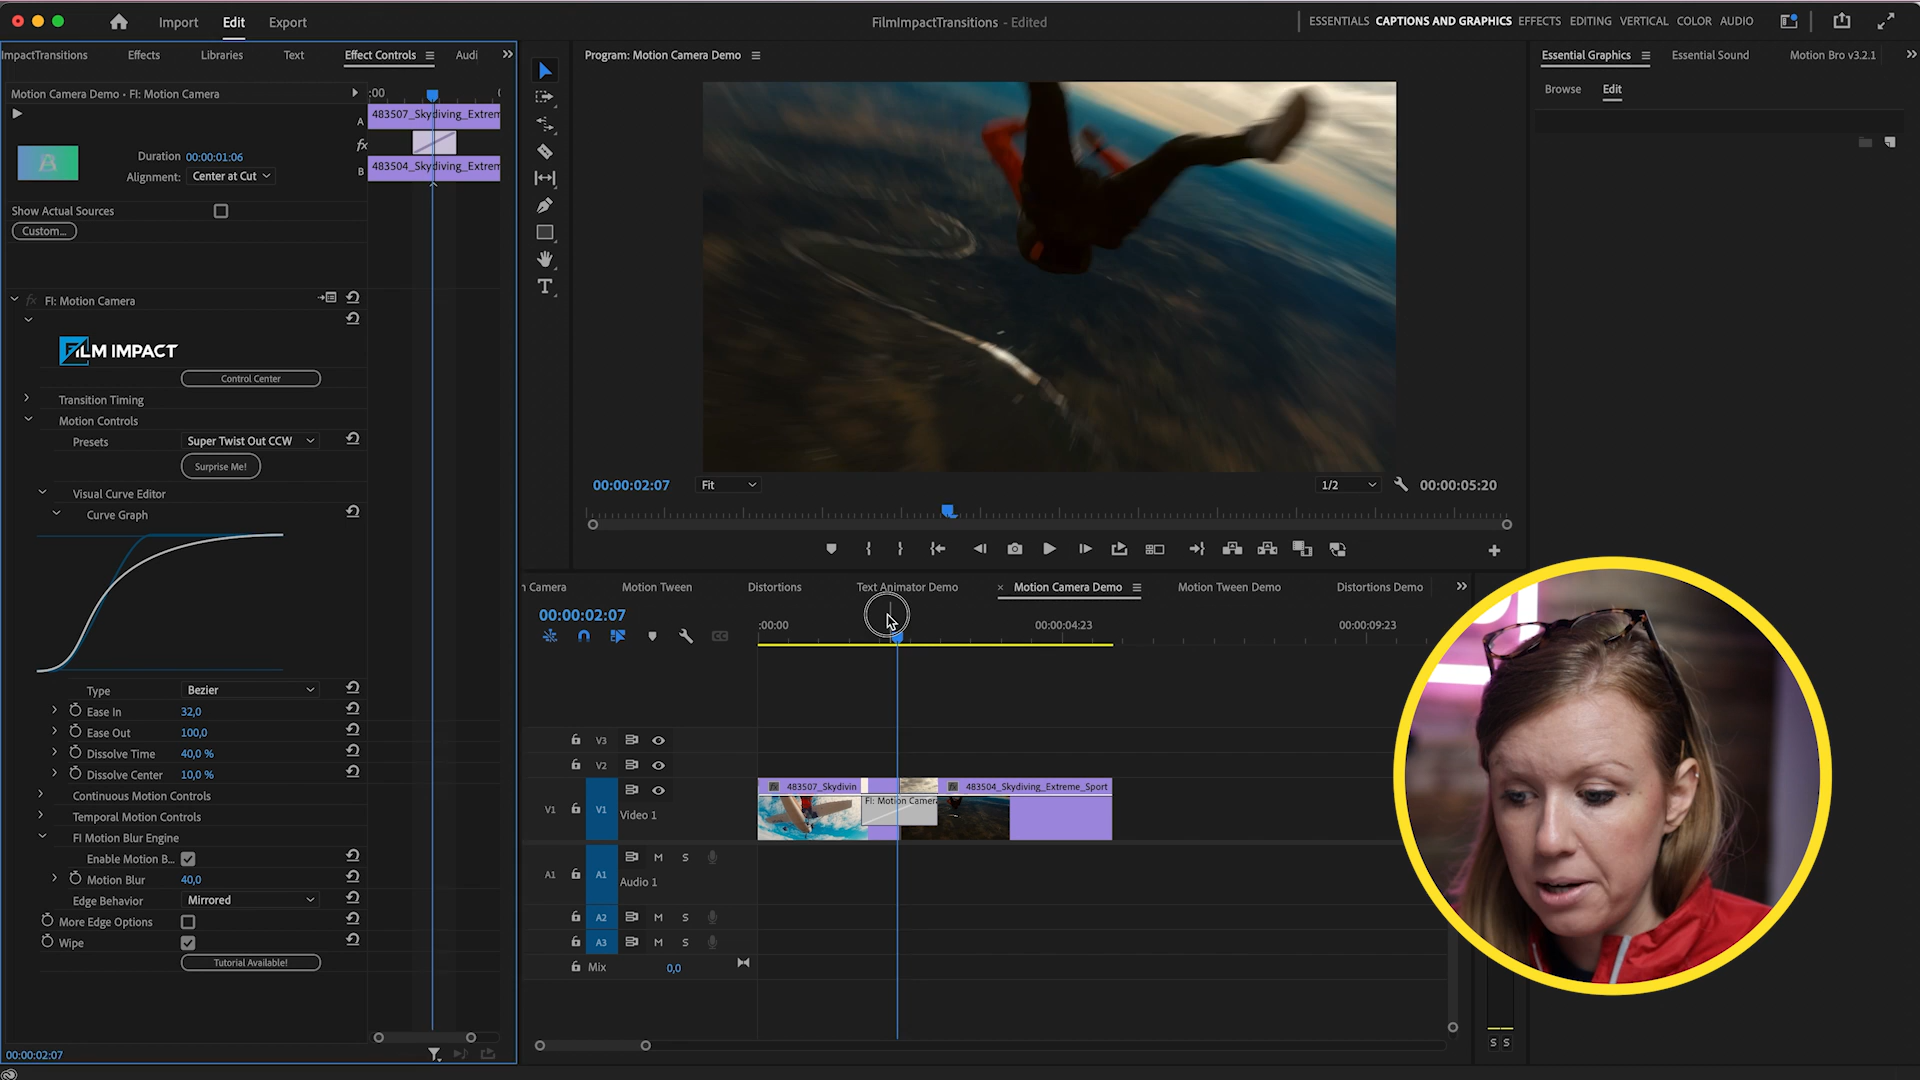 Import Edit Export
FilmImpactTransitions - Edited
ESSENTIALS CAPTIONS AND GRAPHICS EFFECTS EDITING VERTICAL COLOR AUDIO
ImpactTransitions Effects Libraries Text Effect Controls Audi
Motion Camera Demo • FI: Motion Camera
:00
A 483507_Skydiving_Extrem
fx
B 483504_Skydiving_Extrem
Duration 00:00:01:06
Alignment: Center at Cut
Show Actual Sources
Custom...
fx FI: Motion Camera
FILM IMPACT
Control Center
Transition Timing
Motion Controls
Presets Super Twist Out CCW
Surprise Me!
Visual Curve Editor
Curve Graph
Type Bezier
Ease In 32,0
Ease Out 100,0
Dissolve Time 40,0 %
Dissolve Center 10,0 %
Continuous Motion Controls
Temporal Motion Controls
FI Motion Blur Engine
Enable Motion B...
Motion Blur 40,0
Edge Behavior Mirrored
More Edge Options
Wipe
Tutorial Available!
00:00:02:07
Program: Motion Camera Demo
00:00:02:07 Fit 1/2 00:00:05:20
n Camera Motion Tween Distortions Text Animator Demo × Motion Camera Demo Motion Tween Demo Distortions Demo
00:00:02:07
CC
:00:00 00:00:04:23 00:00:09:23
V3
V2
V1 V1 Video 1
483507_Skydivin
FI: Motion Camera
483504_Skydiving_Extreme_Sport
A1 A1 M S
Audio 1
A2 M S
A3 M S
Mix 0,0
S S
Essential Graphics Essential Sound Motion Bro v3.2.1
Browse Edit